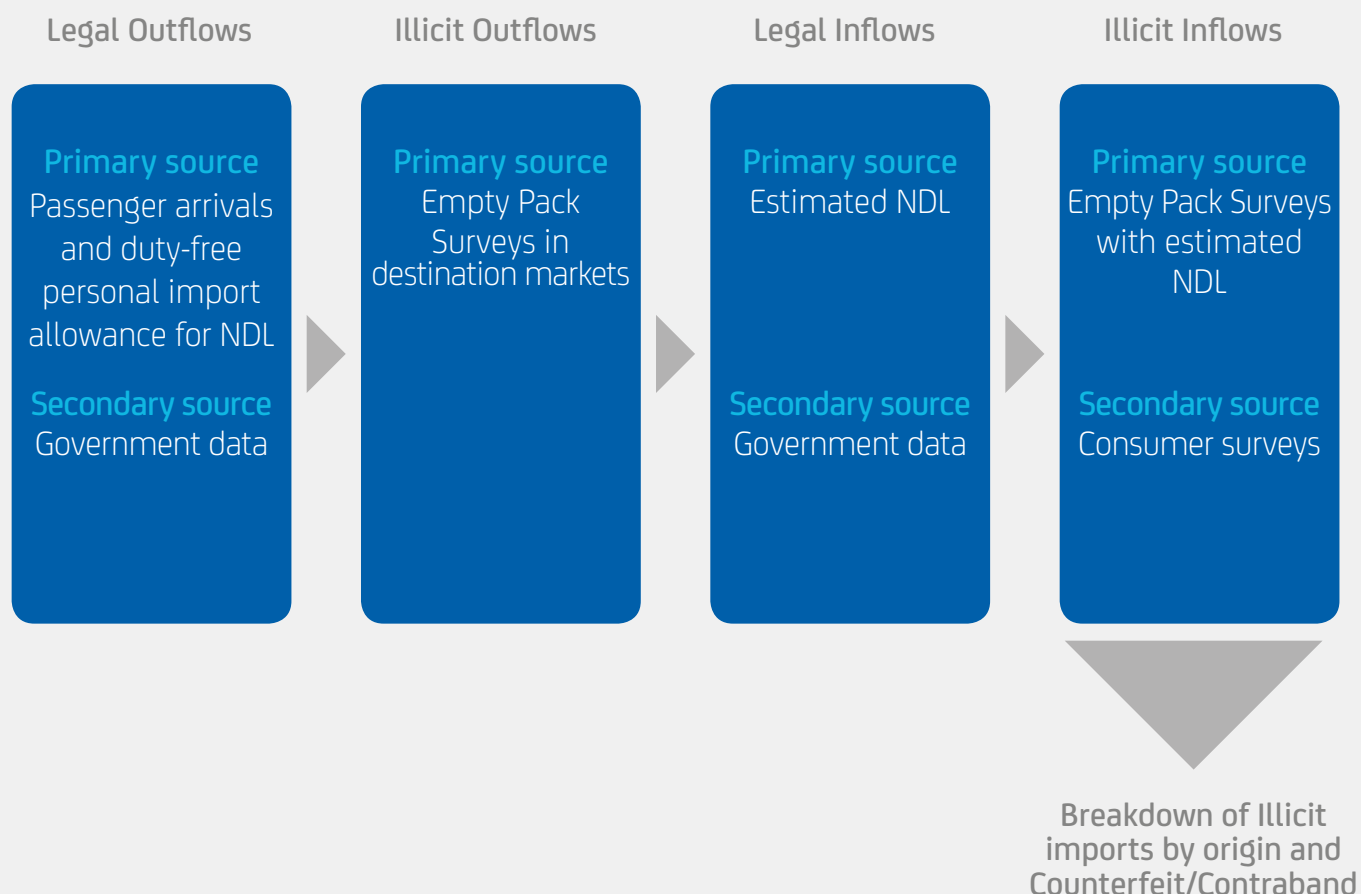 Legal Outflows
Illicit Outflows
Legal Inflows
Illicit Inflows
Primary source
Passenger arrivals
and duty-free
personal import
allowance for NDL
Secondary source
Government data
Primary source
Empty Pack
Surveys in
destination markets
Primary source
Estimated NDL
Secondary source
Government data
Primary source
Empty Pack Surveys
with estimated
NDL
Secondary source
Consumer surveys
Breakdown of Illicit
imports by origin and
Counterfeit/Contraband